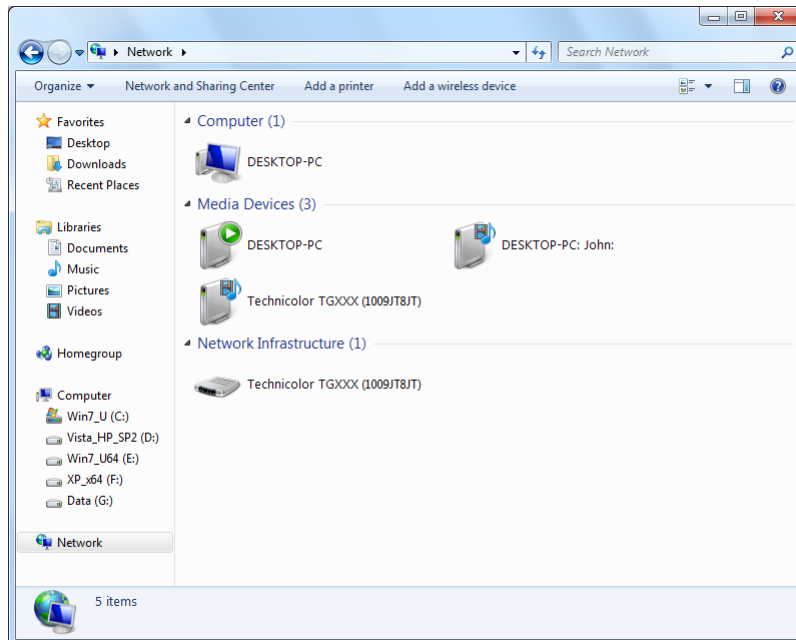 Network
Search Network
Organize
Network and Sharing Center
Add a printer
Add a wireless device
Favorites
Desktop
Downloads
Recent Places
Libraries
Documents
Music
Pictures
Videos
Homegroup
Computer
Win7_U (C:)
Vista_HP_SP2 (D:)
Win7_U64 (E:)
XP_x64 (F:)
Data (G:)
Network
Computer (1)
DESKTOP-PC
Media Devices (3)
DESKTOP-PC
DESKTOP-PC: John:
Technicolor TGXXX (1009JT8JT)
Network Infrastructure (1)
Technicolor TGXXX (1009JT8JT)
5 items